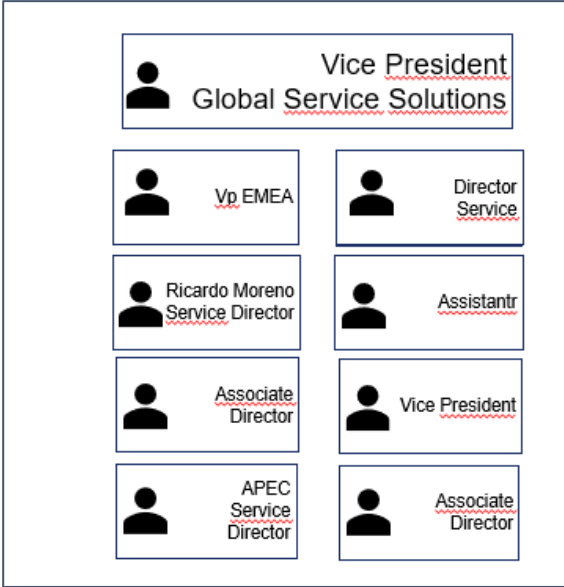 Vice President
Global Service Solutions
Vp EMEA
Director
Service
Ricardo Moreno
Service Director
Assistantr
Associate
Director
Vice President
APEC
Service
Director
Associate
Director